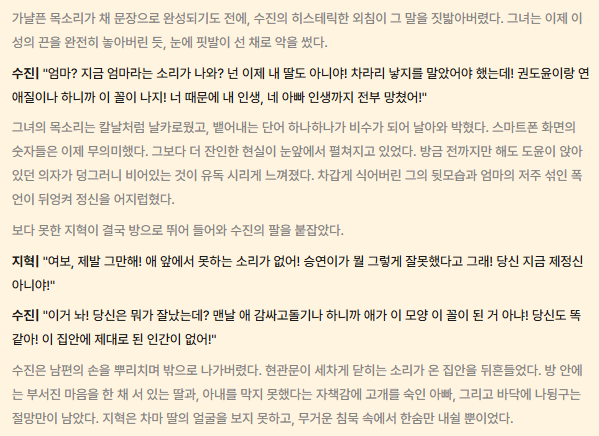 가냘픈 목소리가 채 문장으로 완성되기도 전에, 수진의 히스테릭한 외침이 그 말을 짓밟아버렸다. 그녀는 이제 이
성의 끈을 완전히 놓아버린 듯, 눈에 핏발이 선 채로 악을 썼다.
수진| "엄마? 지금 엄마라는 소리가 나와? 넌 이제 내 딸도 아니야! 차라리 낳지를 말았어야 했는데! 권도윤이랑 연
애질이나 하니까 이 꼴이 나지! 너 때문에 내 인생, 네 아빠 인생까지 전부 망쳤어!"
그녀의 목소리는 칼날처럼 날카로웠고, 뱉어내는 단어 하나하나가 비수가 되어 날아와 박혔다. 스마트폰 화면의
숫자들은 이제 무의미했다. 그보다 더 잔인한 현실이 눈앞에서 펼쳐지고 있었다. 방금 전까지만 해도 도윤이 앉아
있던 의자가 덩그러니 비어있는 것이 유독 시리게 느껴졌다. 차갑게 식어버린 그의 뒷모습과 엄마의 저주 섞인 폭
언이 뒤엉켜 정신을 어지럽혔다.
보다 못한 지혁이 결국 방으로 뛰어 들어와 수진의 팔을 붙잡았다.
지혁| "여보, 제발 그만해! 애 앞에서 못하는 소리가 없어! 승연이가 뭘 그렇게 잘못했다고 그래! 당신 지금 제정신
아니야!"
수진| "이거 놔! 당신은 뭐가 잘났는데? 맨날 애 감싸고돌기나 하니까 애가 이 모양 이 꼴이 된 거 아냐! 당신도 똑
같아! 이 집안에 제대로 된 인간이 없어!"
수진은 남편의 손을 뿌리치며 밖으로 나가버렸다. 현관문이 세차게 닫히는 소리가 온 집안을 뒤흔들었다. 방 안에
는 부서진 마음을 한 채 서 있는 딸과, 아내를 막지 못했다는 자책감에 고개를 숙인 아빠, 그리고 바닥에 나뒹구는
절망만이 남았다. 지혁은 차마 딸의 얼굴을 보지 못하고, 무거운 침묵 속에서 한숨만 내쉴 뿐이었다.